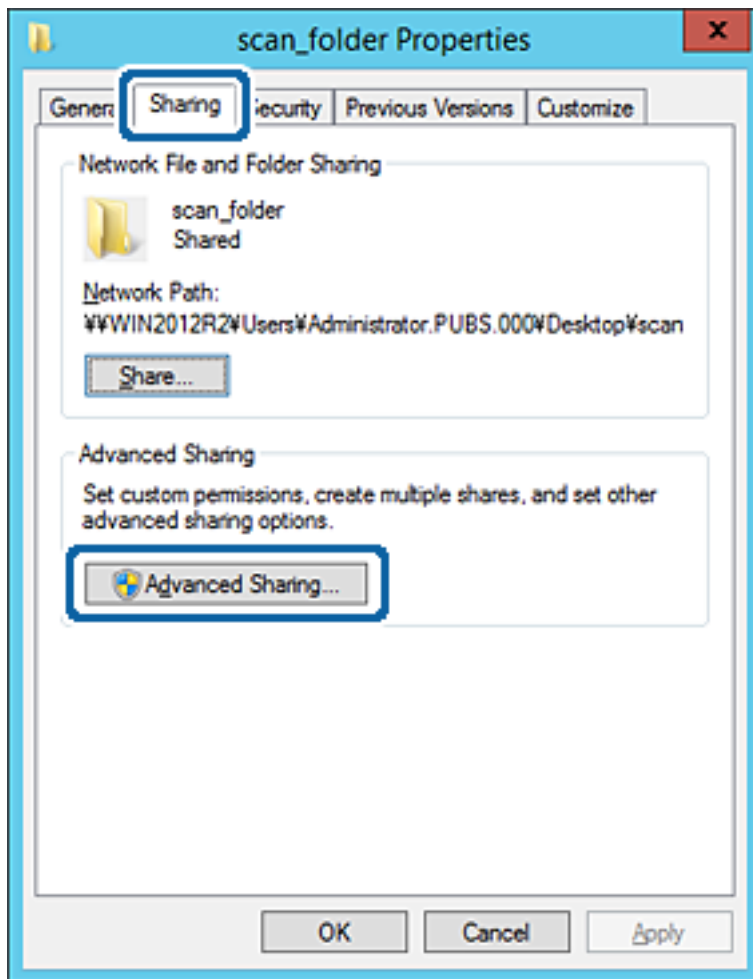 scan_folder Properties
x
Genera Sharing ecurity Previous Versions Customize
Network File and Folder Sharing
scan_folder
Shared
Network Path:
¥¥WIN2012R2¥Users¥Administrator.PUBS.000¥Desktop¥scan
Share...
Advanced Sharing
Set custom permissions, create multiple shares, and set other
advanced sharing options.
Advanced Sharing...
OK Cancel Apply